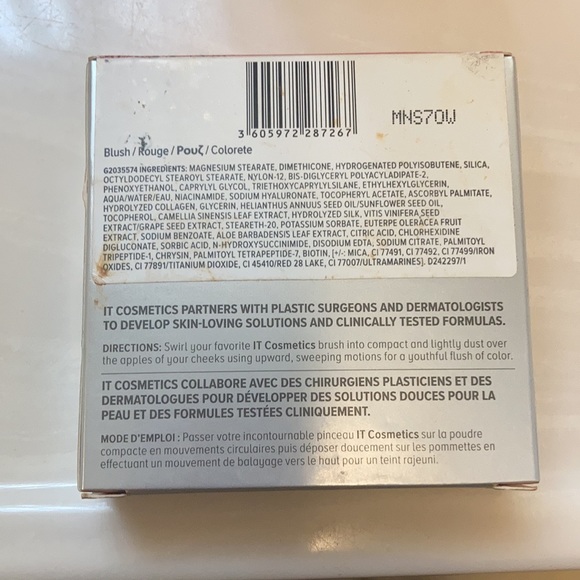 3 605972 287267
MNS70W
Blush / Rouge / Ρουζ / Colorete
G2035574 INGREDIENTS: MAGNESIUM STEARATE, DIMETHICONE, HYDROGENATED POLYISOBUTENE, SILICA,
OCTYLDODECYL STEAROYL STEARATE, NYLON-12, BIS-DIGLYCERYL POLYACYLADIPATE-2,
PHENOXYETHANOL, CAPRYLYL GLYCOL, TRIETHOXYCAPRYLYLSILANE, ETHYLHEXYLGLYCERIN,
AQUA/WATER/EAU, NIACINAMIDE, SODIUM HYALURONATE, TOCOPHERYL ACETATE, ASCORBYL PALMITATE,
HYDROLYZED COLLAGEN, GLYCERIN, HELIANTHUS ANNUUS SEED OIL/SUNFLOWER SEED OIL,
TOCOPHEROL, CAMELLIA SINENSIS LEAF EXTRACT, HYDROLYZED SILK, VITIS VINIFERA SEED
EXTRACT/GRAPE SEED EXTRACT, STEARETH-20, POTASSIUM SORBATE, EUTERPE OLERACEA FRUIT
EXTRACT, SODIUM BENZOATE, ALOE BARBADENSIS LEAF EXTRACT, CITRIC ACID, CHLORHEXIDINE
DIGLUCONATE, SORBIC ACID, N-HYDROXYSUCCINIMIDE, DISODIUM EDTA, SODIUM CITRATE, PALMITOYL
TRIPEPTIDE-1, CHRYSIN, PALMITOYL TETRAPEPTIDE-7, BIOTIN, [+/-: MICA, CI 77491, CI 77492, CI 77499/IRON
OXIDES, CI 77891/TITANIUM DIOXIDE, CI 45410/RED 28 LAKE, CI 77007/ULTRAMARINES]. D242297/1
IT COSMETICS PARTNERS WITH PLASTIC SURGEONS AND DERMATOLOGISTS
TO DEVELOP SKIN-LOVING SOLUTIONS AND CLINICALLY TESTED FORMULAS.
DIRECTIONS: Swirl your favorite IT Cosmetics brush into compact and lightly dust over
the apples of your cheeks using upward, sweeping motions for a youthful flush of color.
IT COSMETICS COLLABORE AVEC DES CHIRURGIENS PLASTICIENS ET DES
DERMATOLOGUES POUR DÉVELOPPER DES SOLUTIONS DOUCES POUR LA
PEAU ET DES FORMULES TESTÉES CLINIQUEMENT.
MODE D'EMPLOI : Passer votre incontournable pinceau IT Cosmetics sur la poudre
compacte en mouvements circulaires puis déposer doucement sur les pommettes en
effectuant un mouvement de balayage vers le haut pour un teint rajeuni.